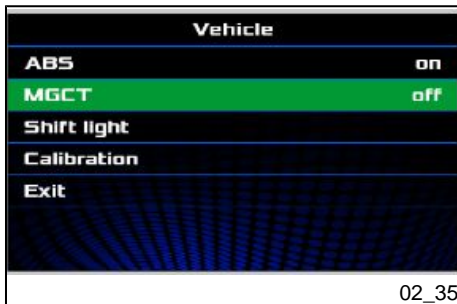 Vehicle
ABS on
MGCT off
Shift light
Calibration
Exit
02_35